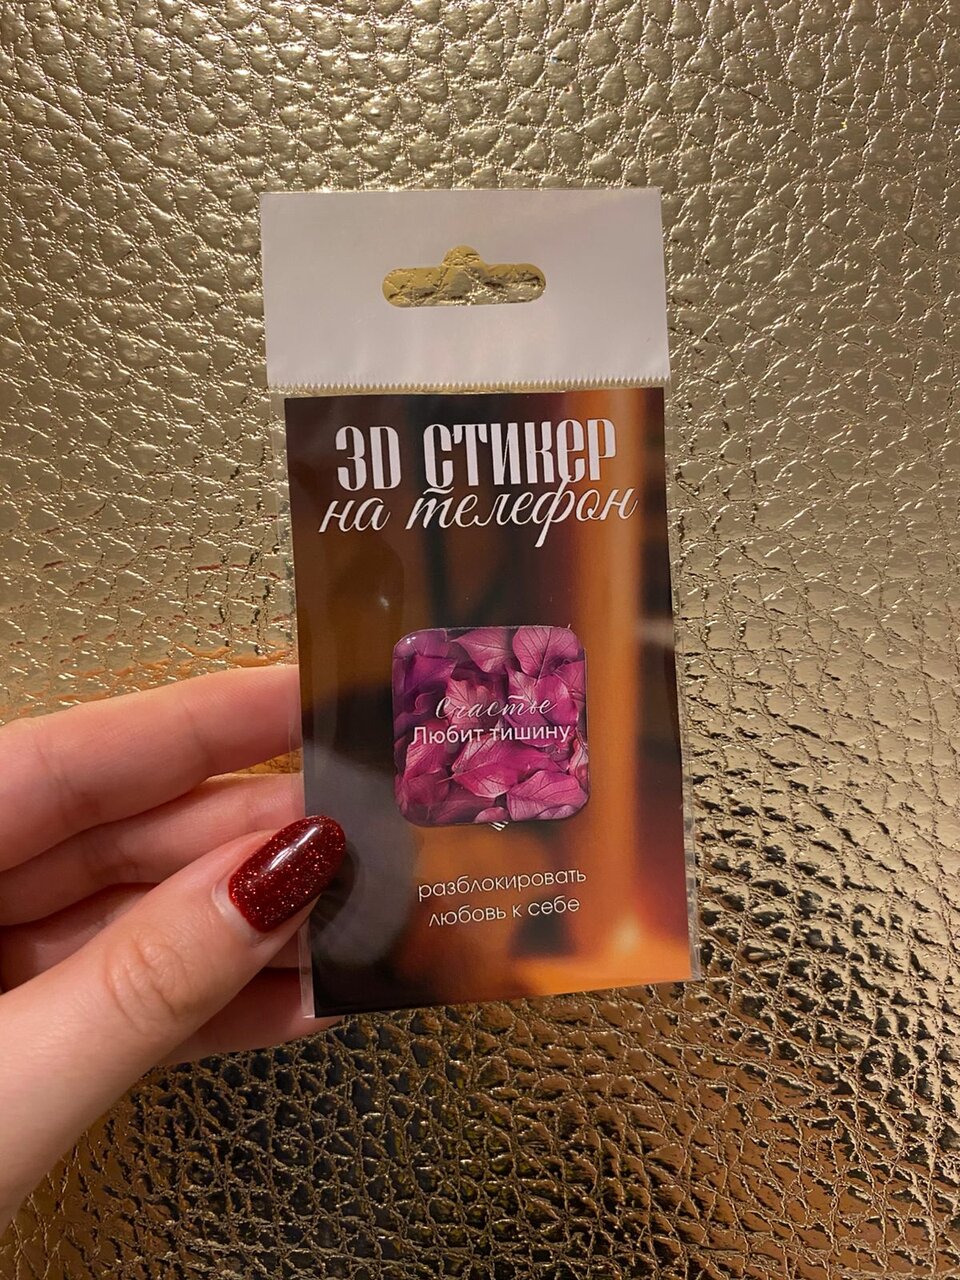 3D СТИКЕР
на телефон
Счастье
Любит тишину
разблокировать
любовь к себе